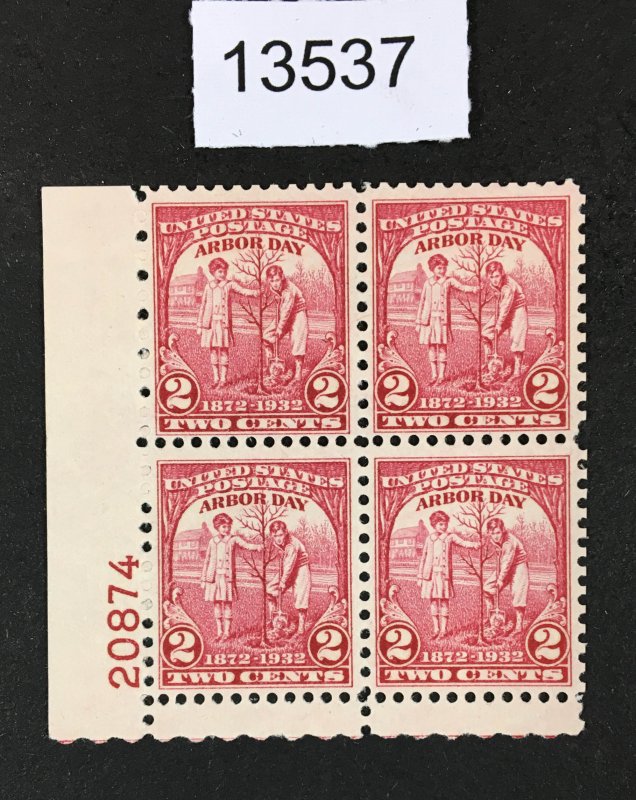 13537
UNITED STATES
POSTAGE
ARBOR DAY
2 2
1872-1932
TWO CENTS
UNITED STATES
POSTAGE
ARBOR DAY
2 2
1872-1932
TWO CENTS
UNITED STATES
POSTAGE
ARBOR DAY
2 2
1872-1932
TWO CENTS
UNITED STATES
POSTAGE
ARBOR DAY
2 2
1872-1932
TWO CENTS
20874